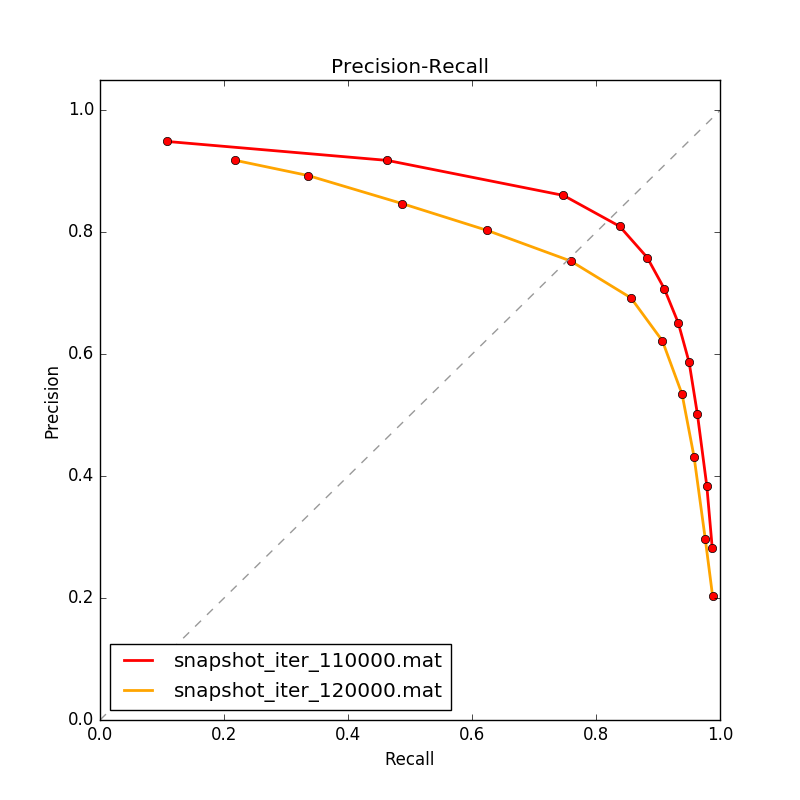 Precision-Recall
1.0
0.8
0.6
0.4
0.2
0.0
Precision
snapshot_iter_110000.mat
snapshot_iter_120000.mat
0.0 0.2 0.4 0.6 0.8 1.0
Recall